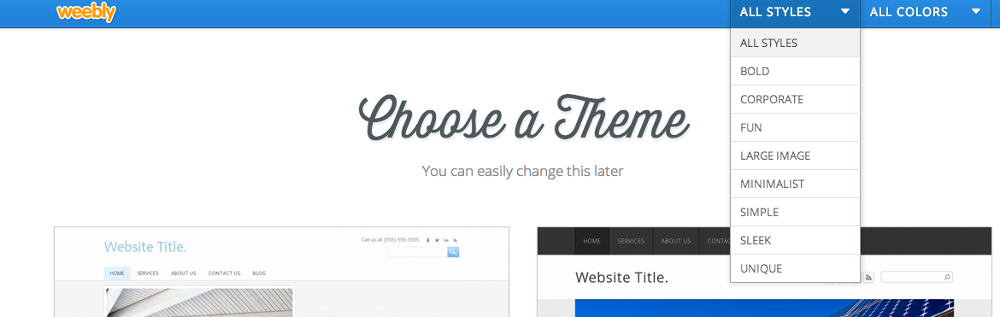 weebly
ALL STYLES
ALL COLORS
ALL STYLES
BOLD
CORPORATE
FUN
LARGE IMAGE
MINIMALIST
SIMPLE
SLEEK
UNIQUE
Choose a Theme
You can easily change this later
Call us at (555) 555-5555
Website Title.
HOME SERVICES ABOUT US CONTACT US BLOG
HOME SERVICES ABOUT US CONTAC
Website Title.